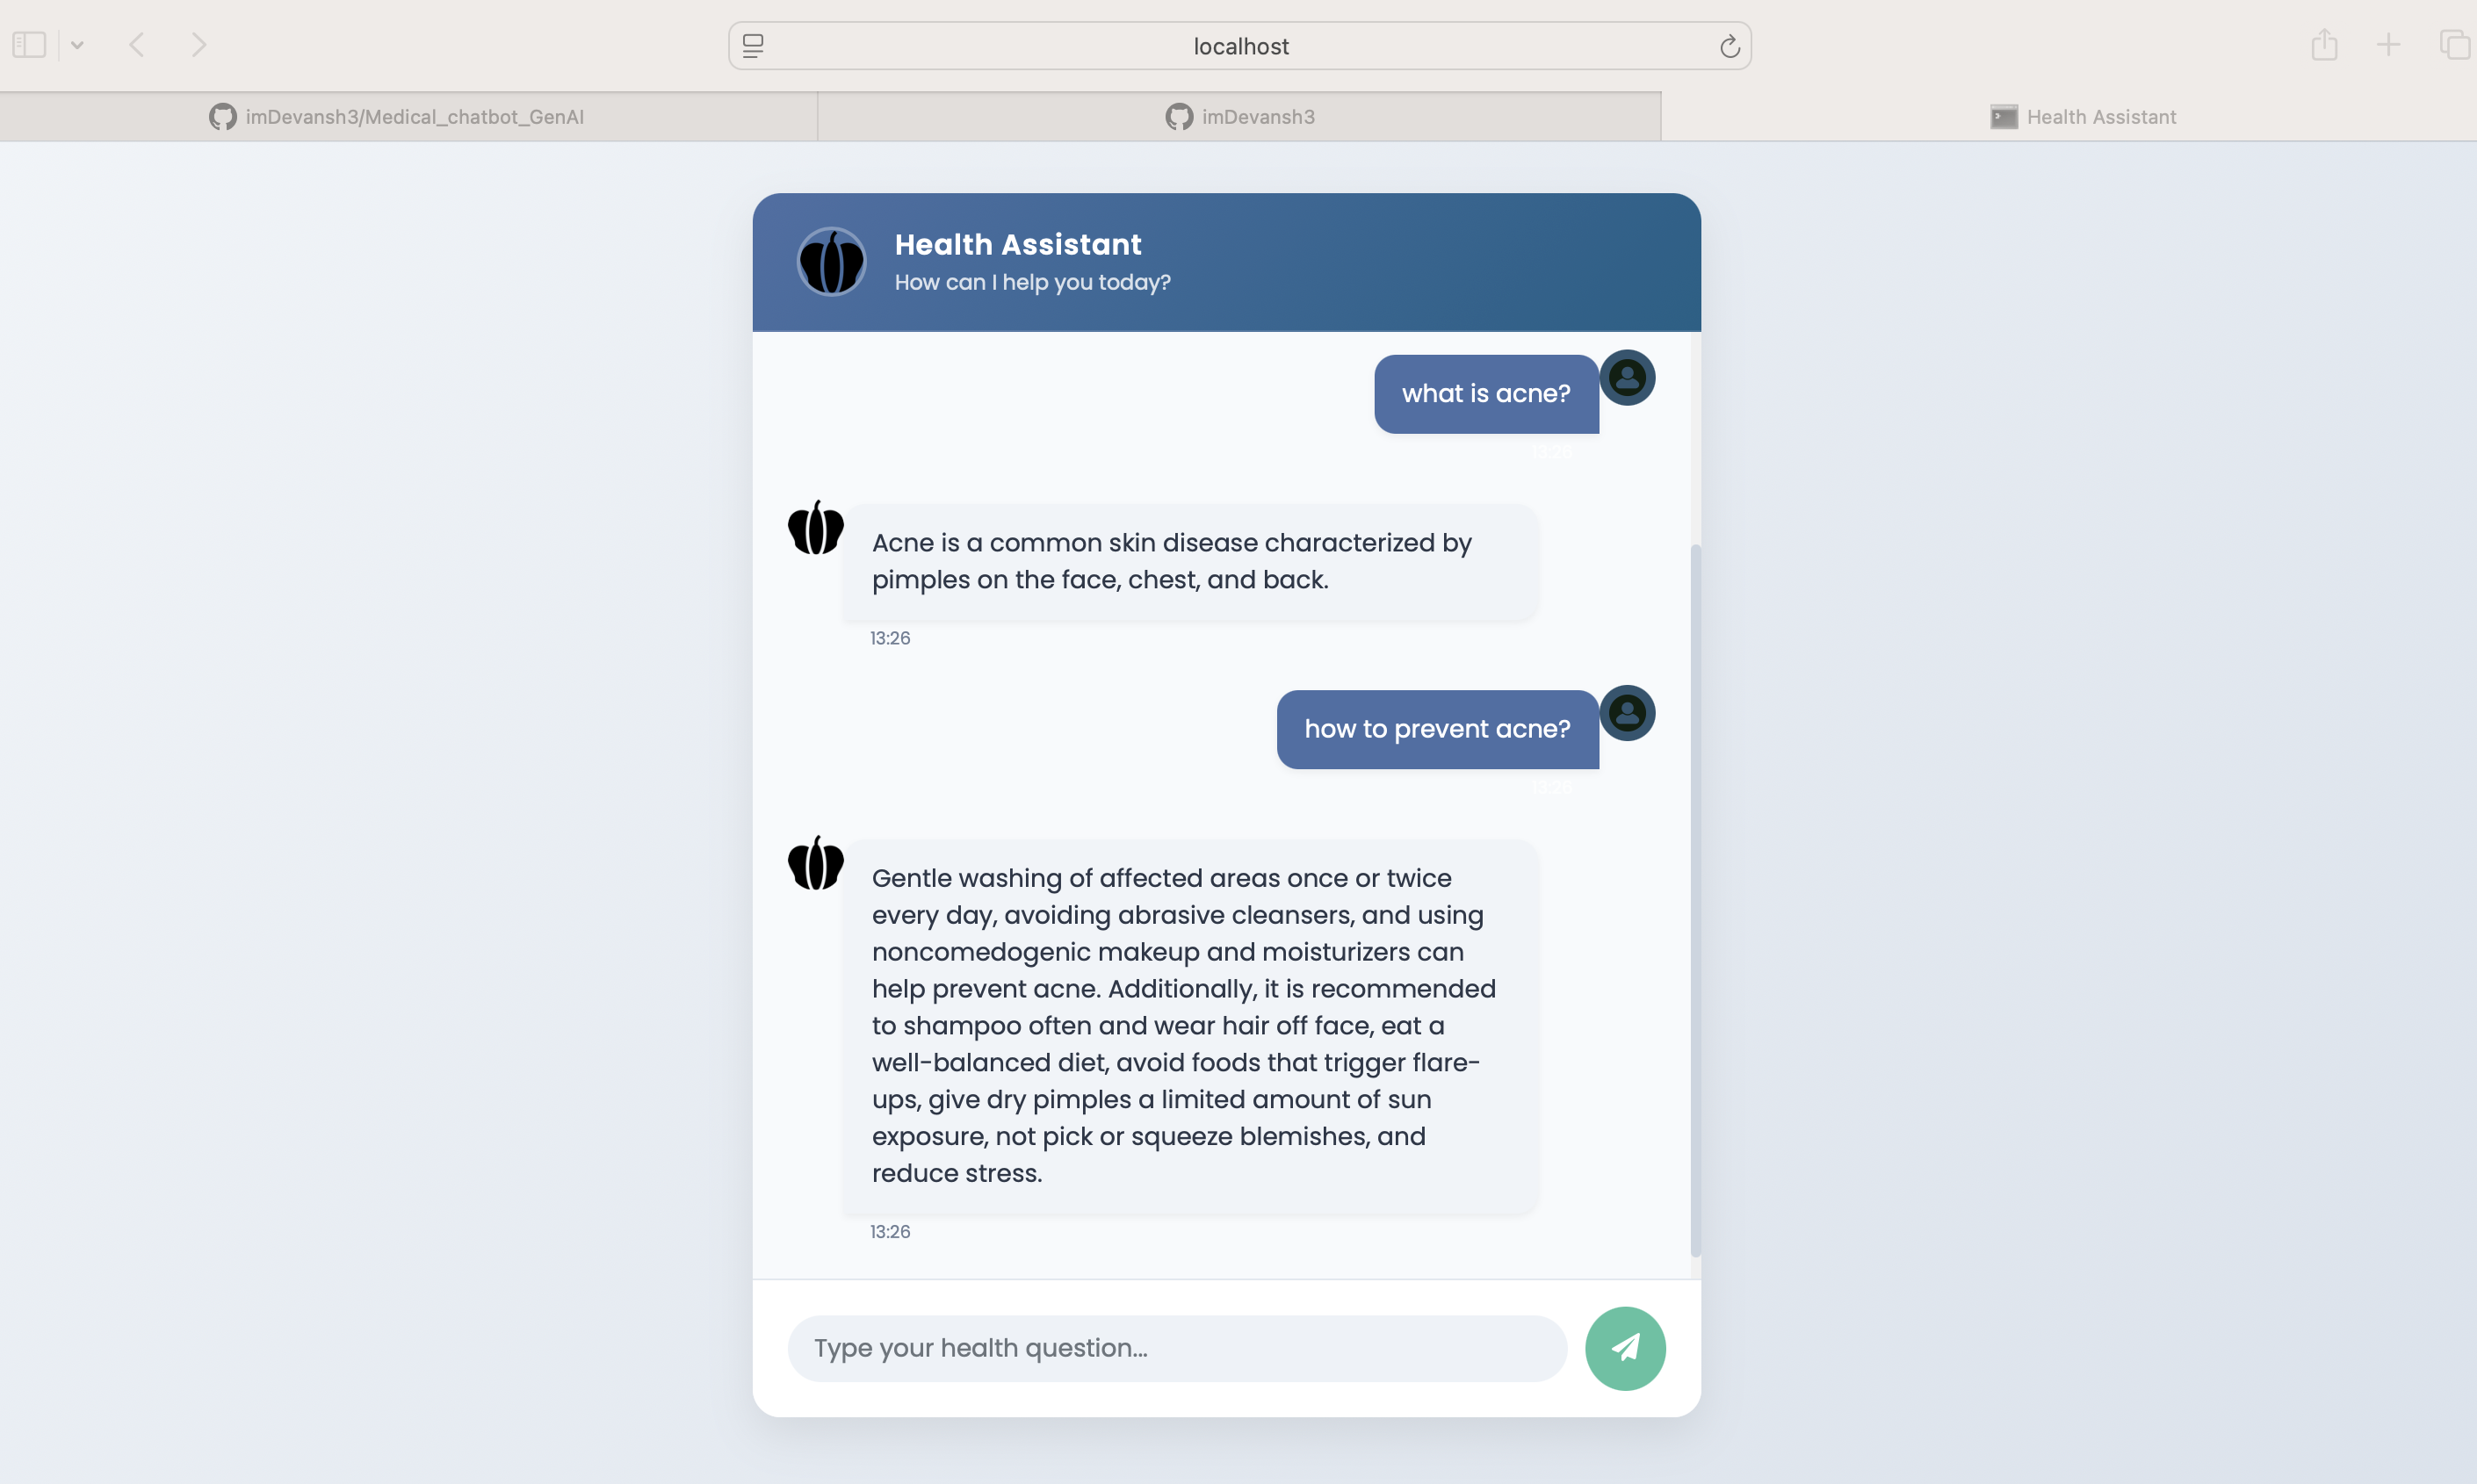 localhost
imDevansh3/Medical_chatbot_GenAI
imDevansh3
Health Assistant
Health Assistant
How can I help you today?
what is acne?
13:26
Acne is a common skin disease characterized by
pimples on the face, chest, and back.
13:26
how to prevent acne?
13:26
Gentle washing of affected areas once or twice
every day, avoiding abrasive cleansers, and using
noncomedogenic makeup and moisturizers can
help prevent acne. Additionally, it is recommended
to shampoo often and wear hair off face, eat a
well-balanced diet, avoid foods that trigger flare-
ups, give dry pimples a limited amount of sun
exposure, not pick or squeeze blemishes, and
reduce stress.
13:26
Type your health question...